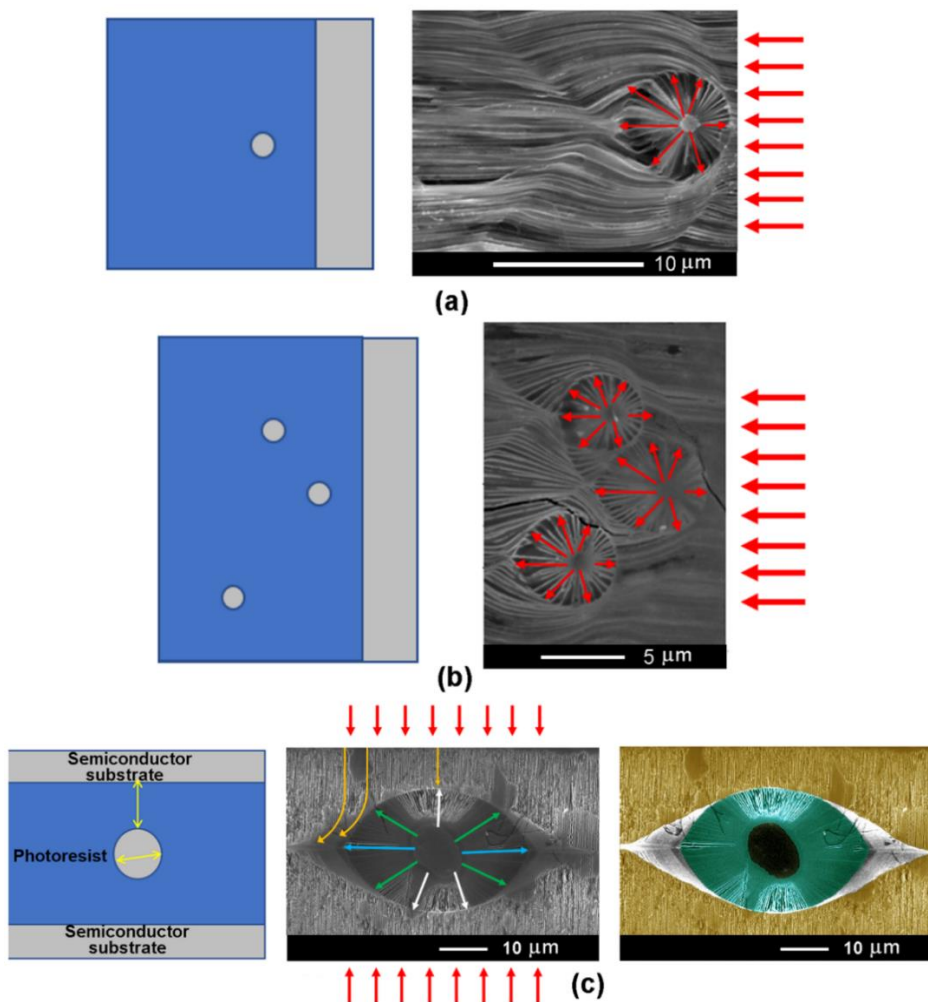 10 μm
(a)
5 μm
(b)
Semiconductor
substrate
Photoresist
Semiconductor
substrate
10 μm
10 μm
(c)